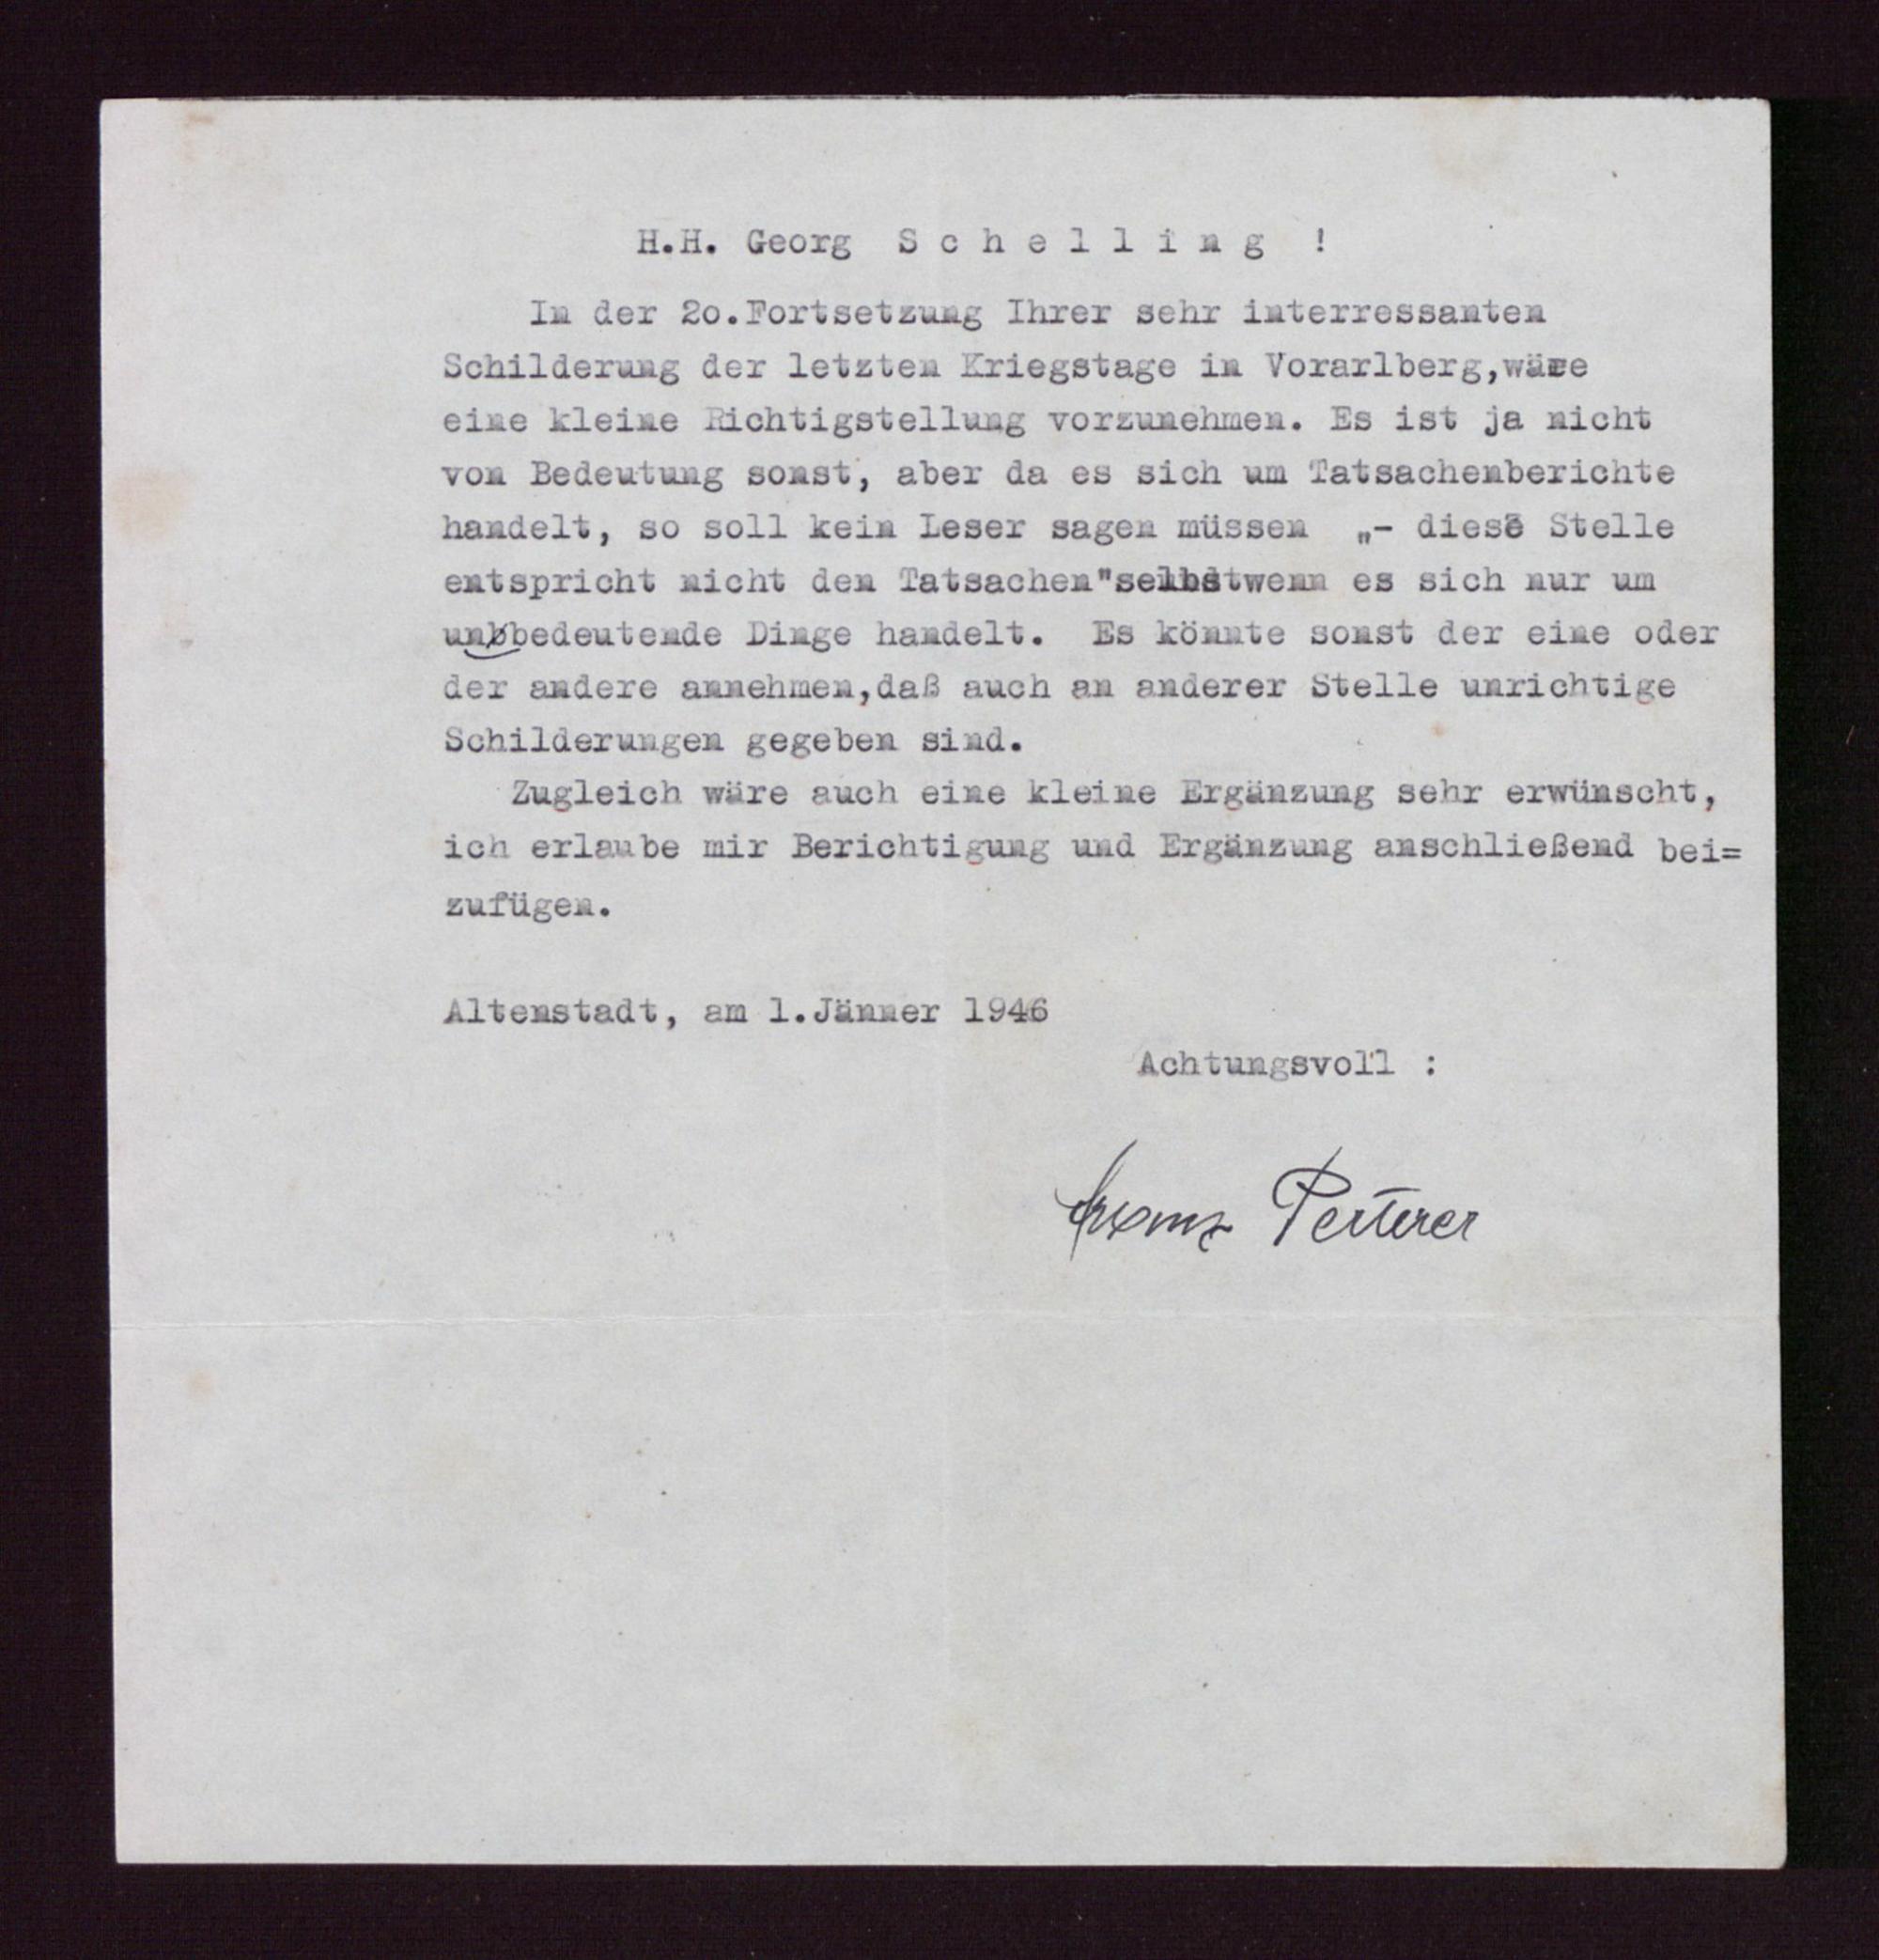 H.H. Georg S c h e l l i n g !
In der 2o.Fortsetzung Ihrer sehr interressanten
Schilderung der letzten Kriegstage in Vorarlberg,wäre
eine kleine Richtigstellung vorzunehmen. Es ist ja nicht
von Bedeutung sonst, aber da es sich um Tatsachenberichte
handelt, so soll kein Leser sagen müssen „- diese Stelle
entspricht nicht den Tatsachen"selbstwenn es sich nur um
unbbedeutende Dinge handelt. Es könnte sonst der eine oder
der andere annehmen,daß auch an anderer Stelle unrichtige
Schilderungen gegeben sind.
Zugleich wäre auch eine kleine Ergänzung sehr erwünscht,
ich erlaube mir Berichtigung und Ergänzung anschließend bei=
zufügen.
Altenstadt, am 1.Jänner 1946
Achtungsvoll :
Franz Peterer